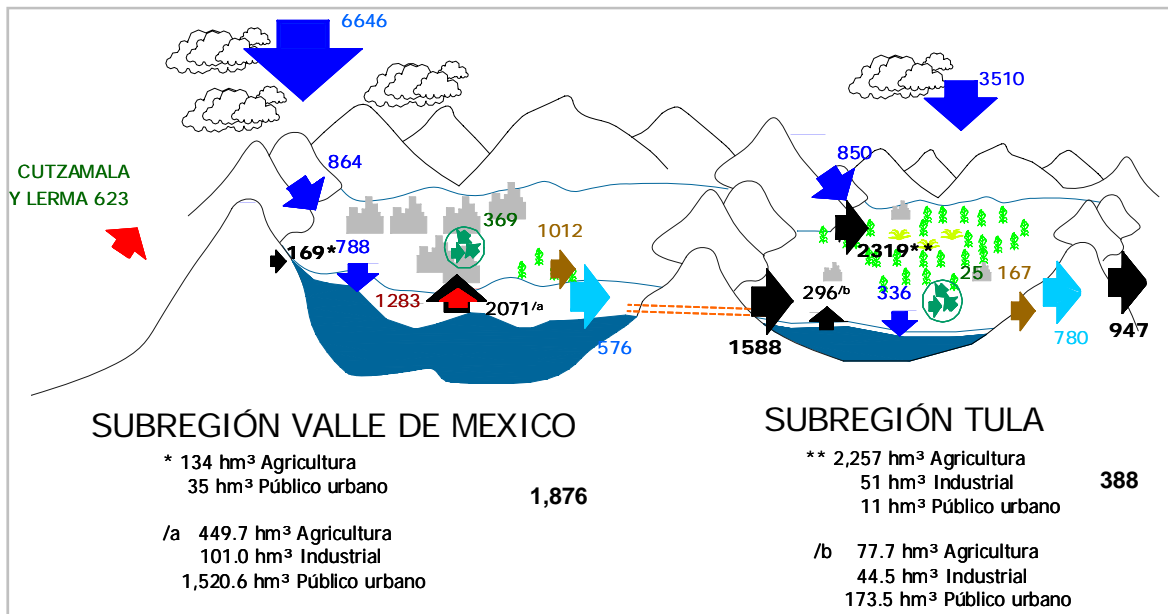 6646
3510
CUTZAMALA
Y LERMA 623
864
850
369
169*
788
1012
2319**
1283
2071/a
25
167
296/b
336
576
1588
780
947
SUBREGIÓN VALLE DE MEXICO
* 134 hm³ Agricultura
35 hm³ Público urbano
1,876
/a 449.7 hm³ Agricultura
101.0 hm³ Industrial
1,520.6 hm³ Público urbano
SUBREGIÓN TULA
** 2,257 hm³ Agricultura
51 hm³ Industrial
11 hm³ Público urbano
388
/b 77.7 hm³ Agricultura
44.5 hm³ Industrial
173.5 hm³ Público urbano